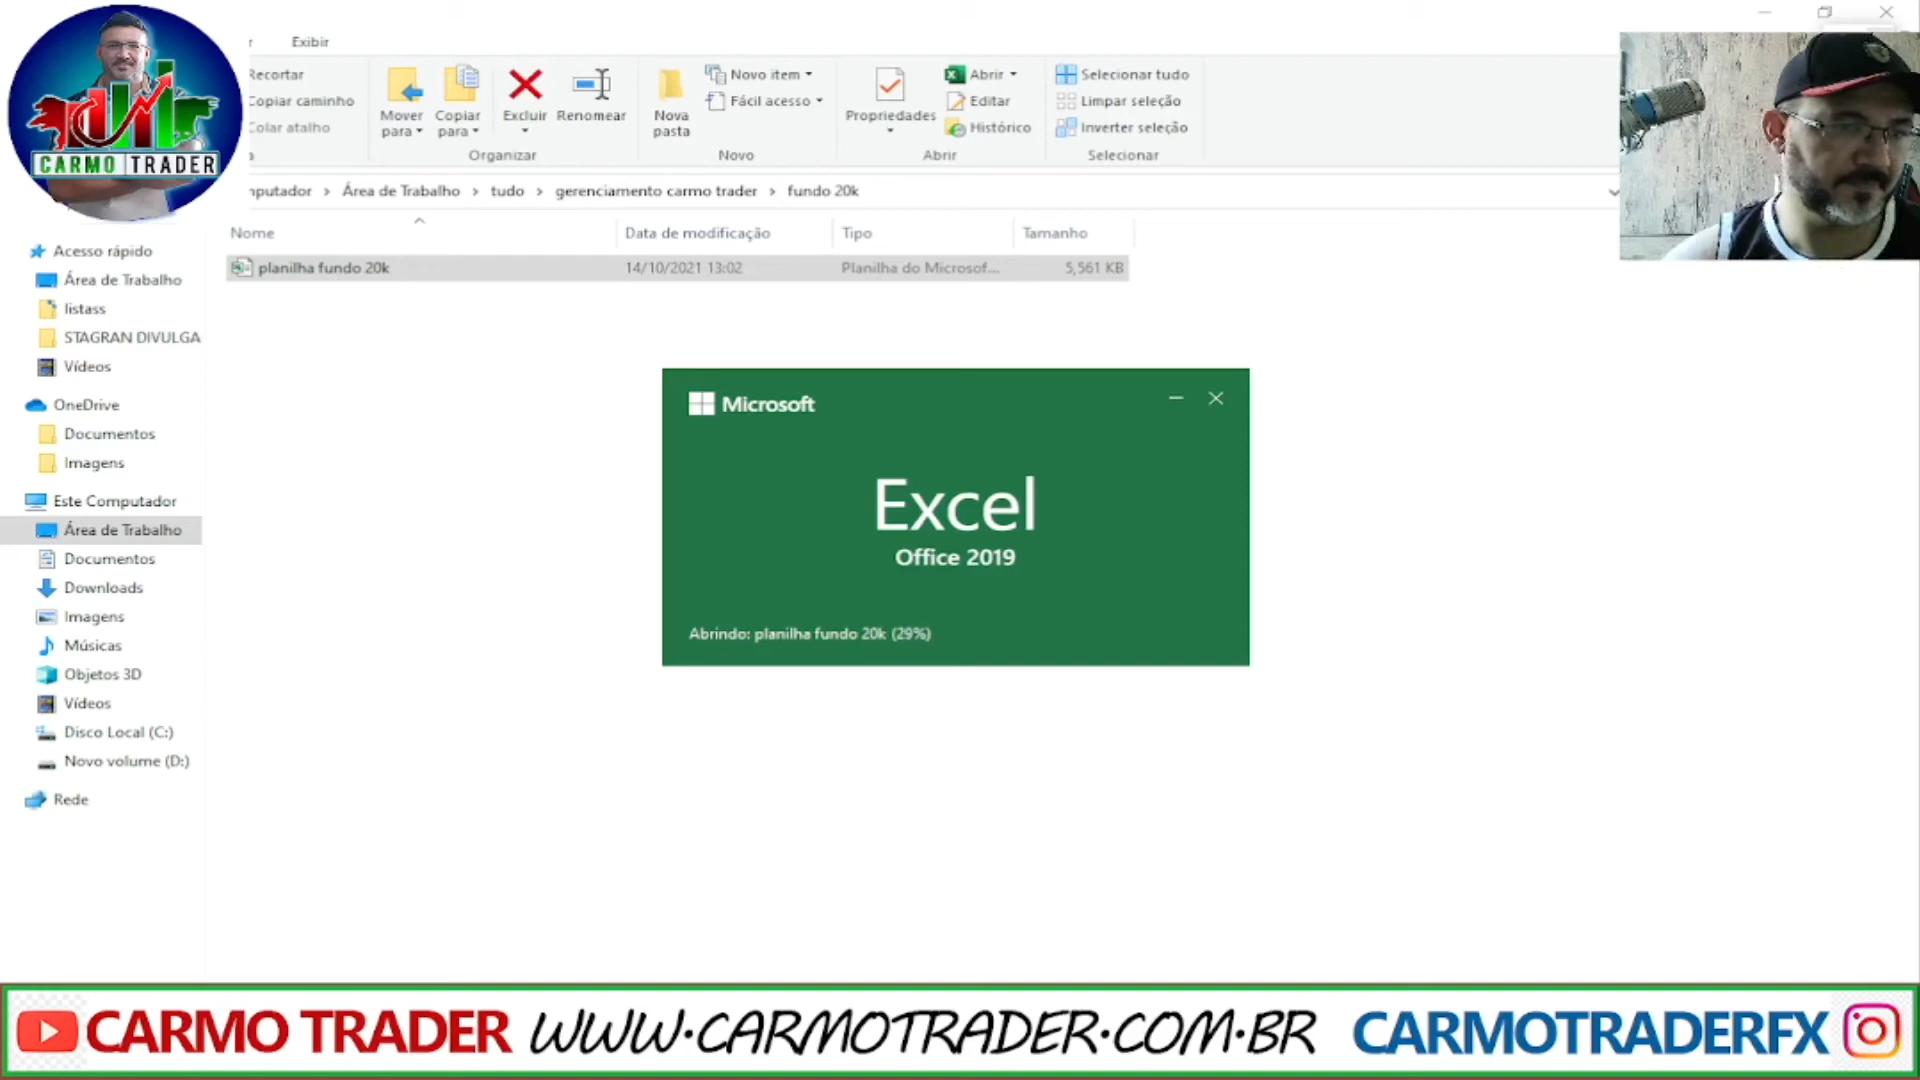 Exibir
Recortar
Copiar caminho
Colar atalho
Mover para
Copiar para
Excluir
Renomear
Organizar
Nova pasta
Novo item
Fácil acesso
Novo
Propriedades
Abrir
Editar
Histórico
Abrir
Selecionar tudo
Limpar seleção
Inverter seleção
Selecionar
CARMO TRADER
nputador > Área de Trabalho > tudo > gerenciamento carmo trader > fundo 20k
Nome Data de modificação Tipo Tamanho
planilha fundo 20k 14/10/2021 13:02 Planilha do Microsof... 5,561 KB
Acesso rápido
Área de Trabalho
listass
STAGRAN DIVULGA
Vídeos
OneDrive
Documentos
Imagens
Este Computador
Área de Trabalho
Documentos
Downloads
Imagens
Músicas
Objetos 3D
Vídeos
Disco Local (C:)
Novo volume (D:)
Rede
Microsoft
Excel
Office 2019
Abrindo: planilha fundo 20k (29%)
CARMO TRADER WWW.CARMOTRADER.COM.BR CARMOTRADERFX